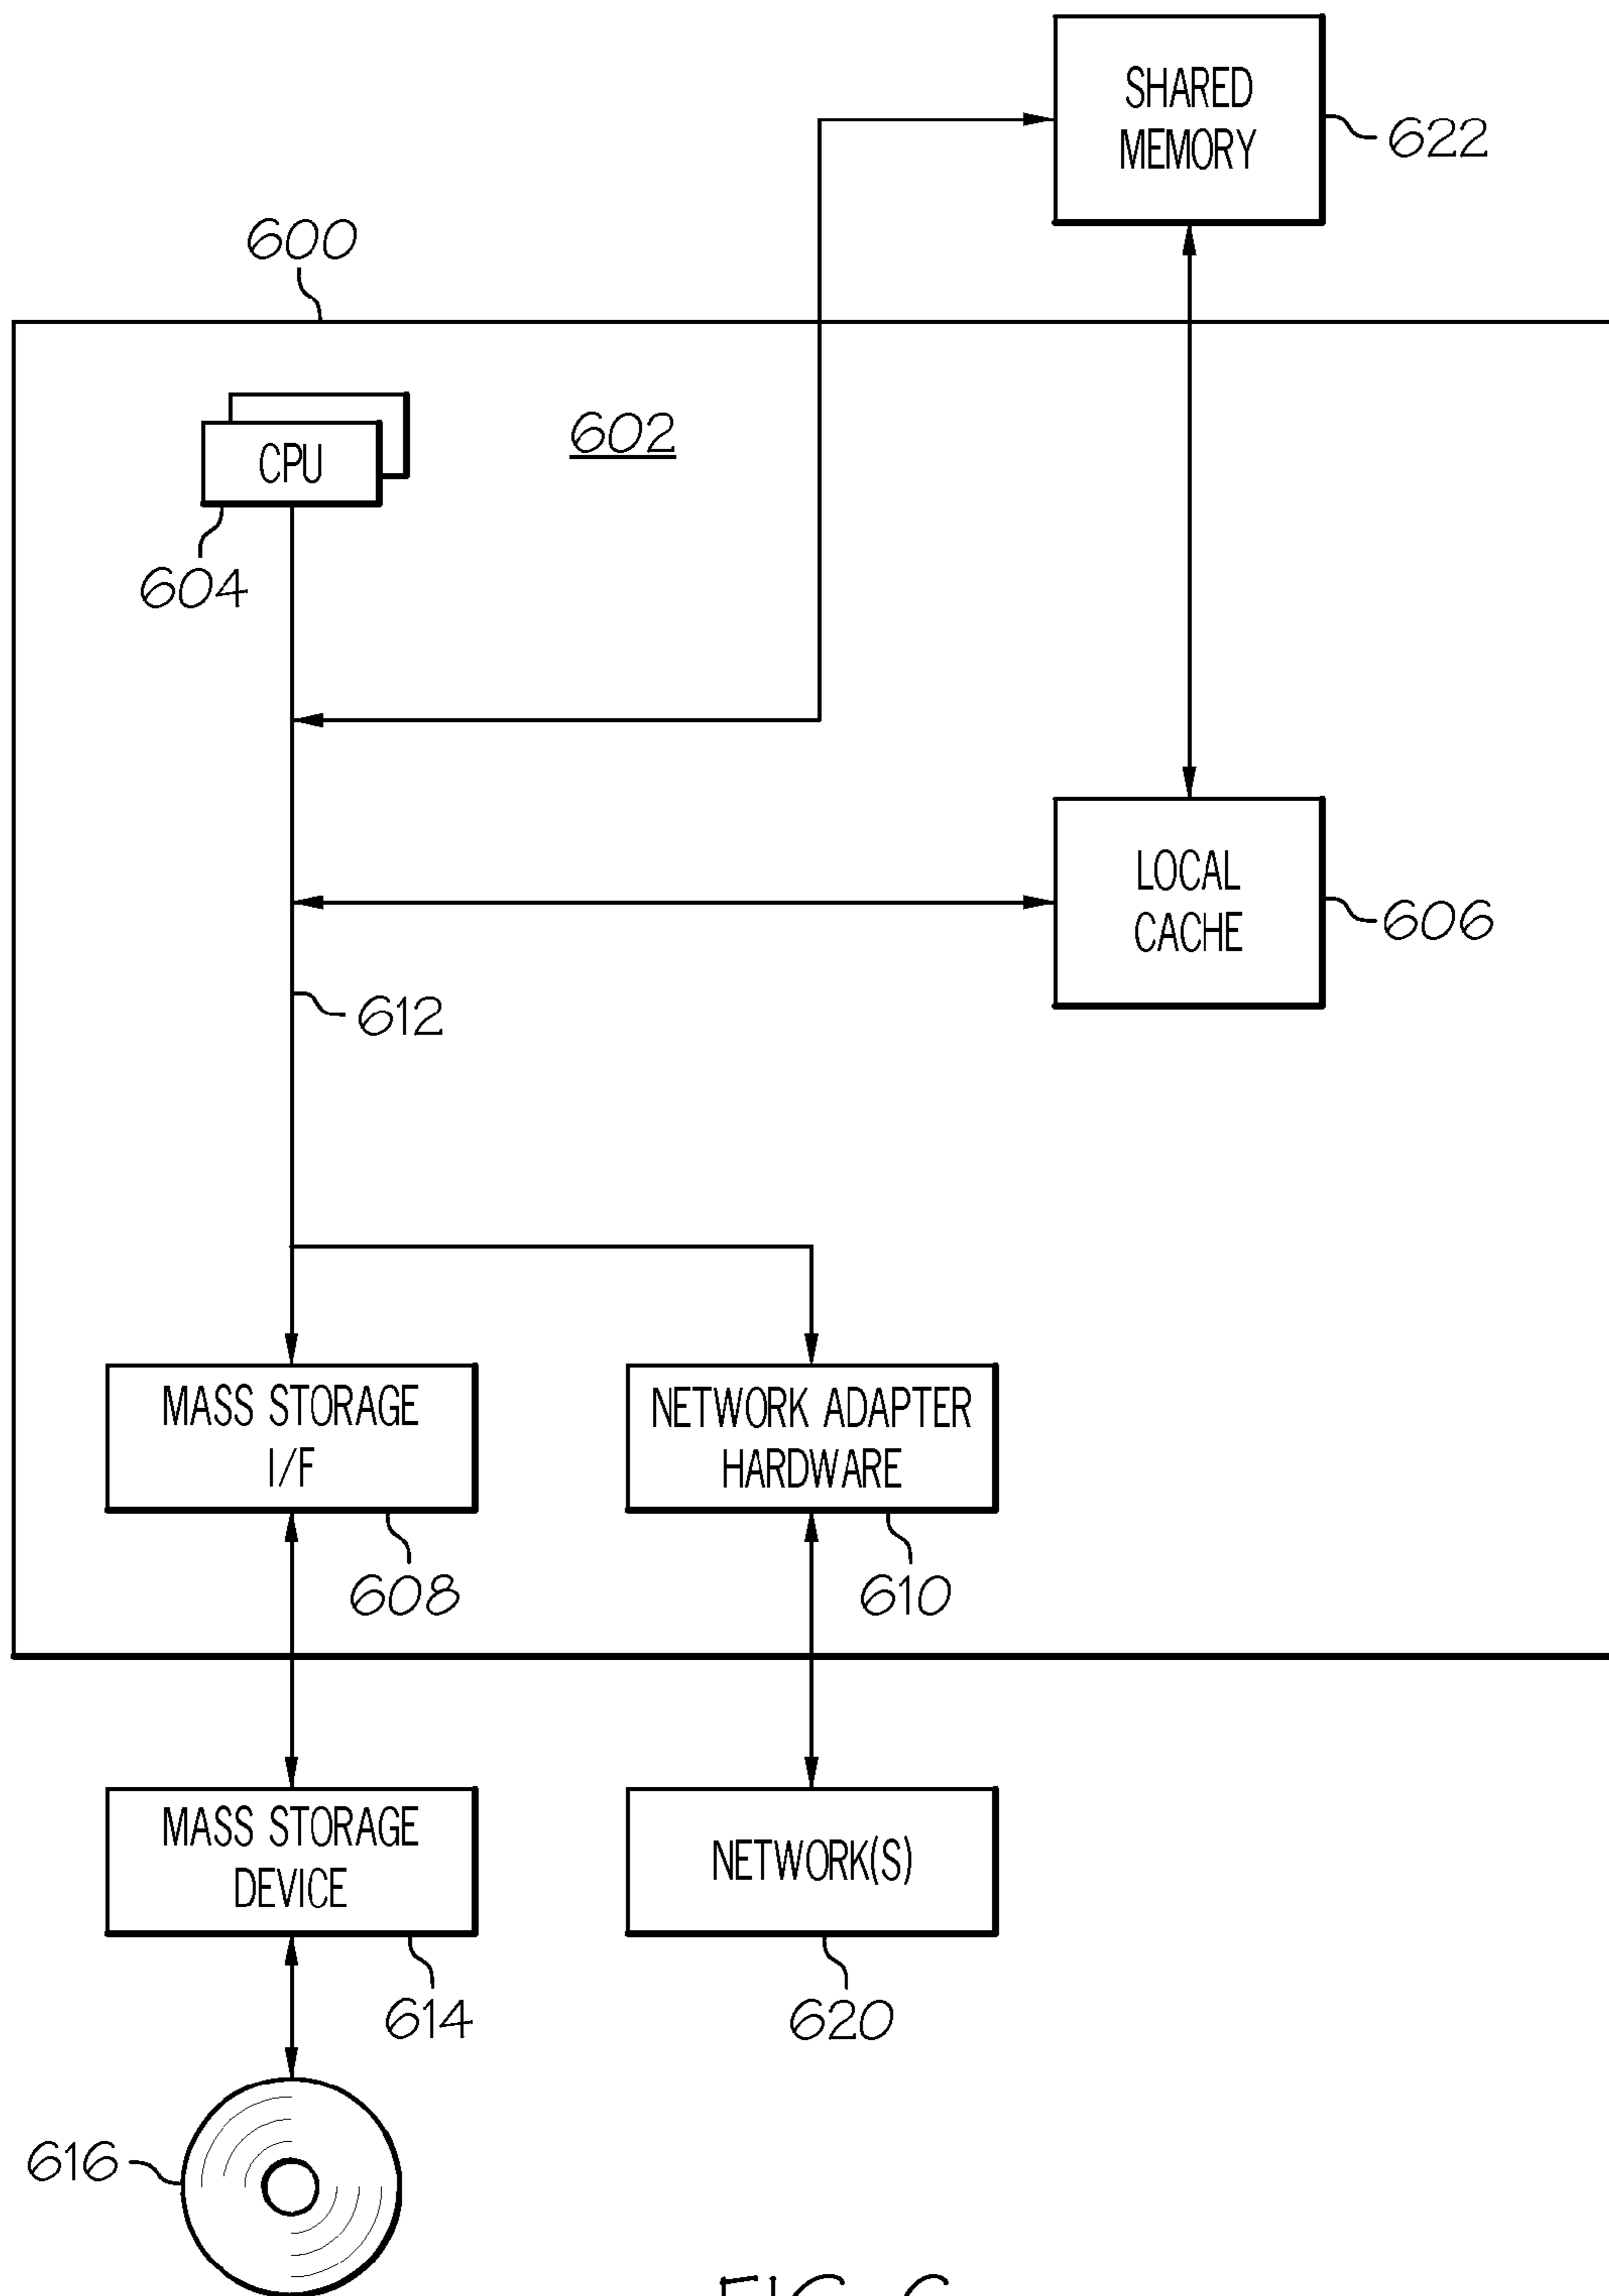 SHARED
MEMORY
622
600
CPU
602
604
LOCAL
CACHE
606
612
MASS STORAGE
I/F
NETWORK ADAPTER
HARDWARE
608
610
MASS STORAGE
DEVICE
NETWORK(S)
614
620
616